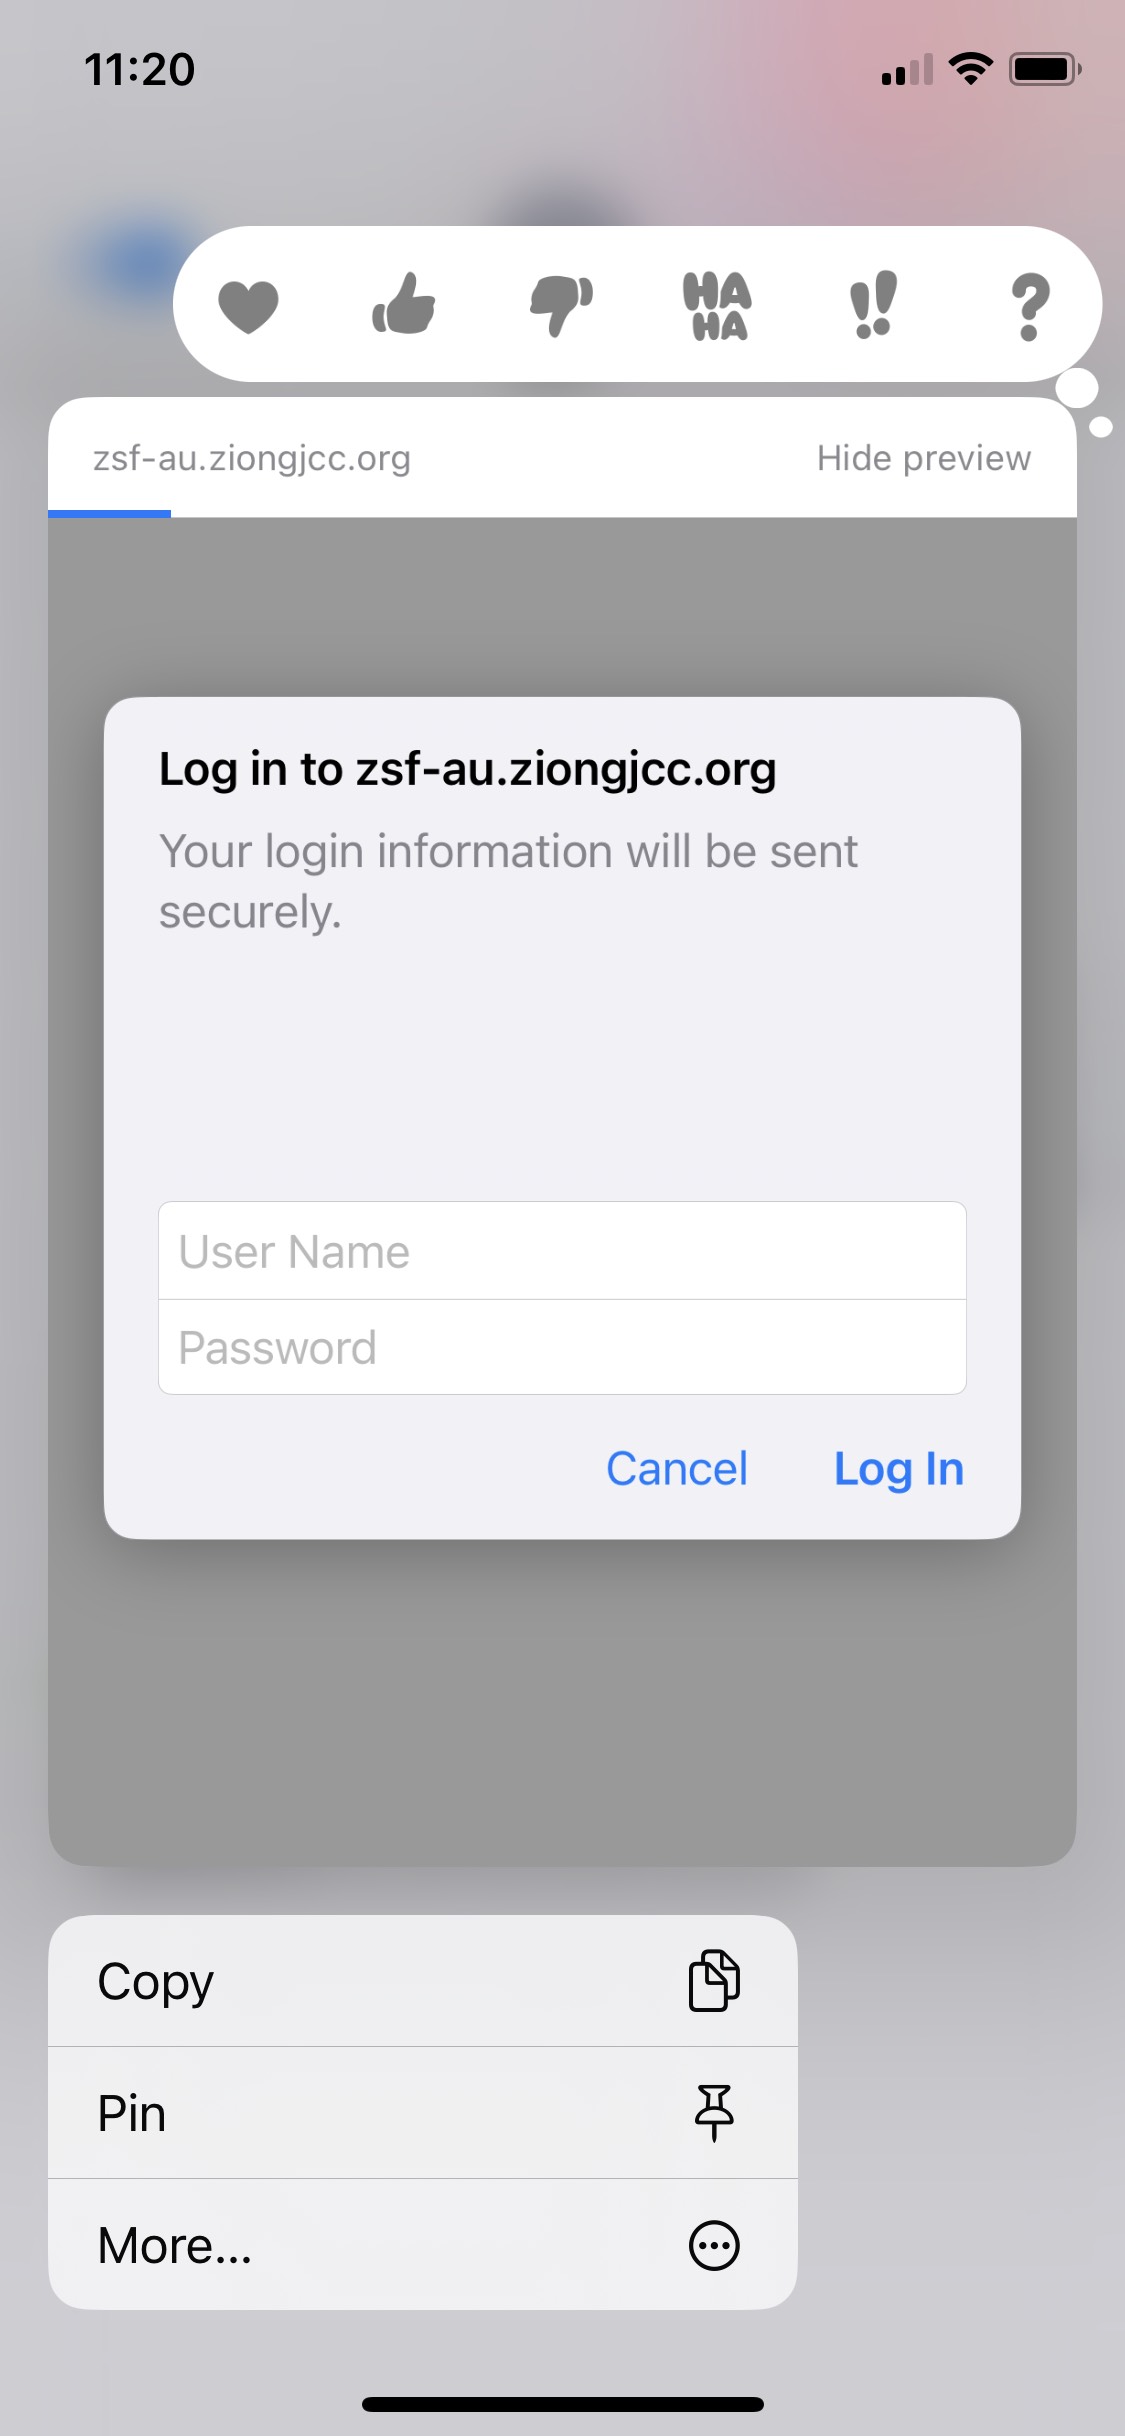 11:20
HA
HA
zsf-au.ziongjcc.org Hide preview
Log in to zsf-au.ziongjcc.org
Your login information will be sent
securely.
User Name
Password
Cancel Log In
Copy
Pin
More...